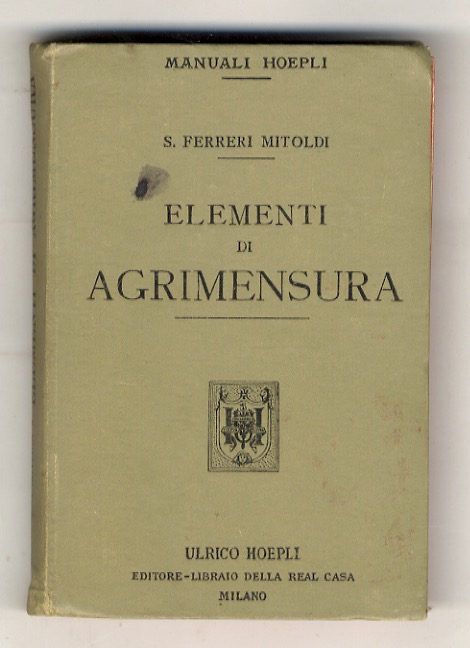 MANUALI HOEPLI
S. FERRERI MITOLDI
ELEMENTI
DI
AGRIMENSURA
ULRICO HOEPLI
EDITORE-LIBRAIO DELLA REAL CASA
MILANO